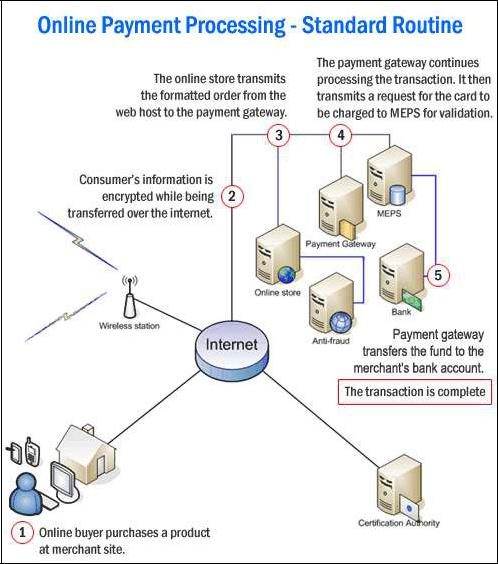 Online Payment Processing - Standard Routine
The payment gateway continues
processing the transaction. It then
transmits a request for the card to
be charged to MEPS for validation.
The online store transmits
the formatted order from the
web host to the payment gateway.
3
4
Consumer's information is
encrypted while being
transferred over the internet.
2
MEPS
Payment Gateway
5
Online store
Bank
Anti-fraud
Wireless station
Internet
Payment gateway
transfers the fund to the
merchant's bank account.
The transaction is complete
1 Online buyer purchases a product
at merchant site.
Certification Authority